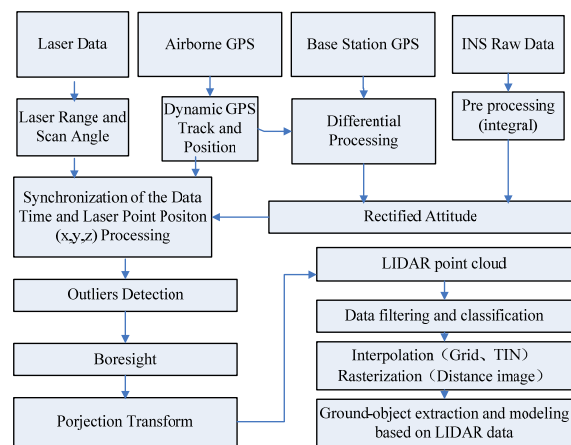 Laser Data
Airborne GPS
Base Station GPS
INS Raw Data
Laser Range and
Scan Angle
Dynamic GPS
Track and
Position
Differential
Processing
Pre processing
(integral)
Synchronization of the Data
Time and Laser Point Positon
(x,y,z) Processing
Rectified Attitude
Outliers Detection
Boresight
Porjection Transform
LIDAR point cloud
Data filtering and classification
Interpolation（Grid、TIN）
Rasterization（Distance image）
Ground-object extraction and modeling
based on LIDAR data